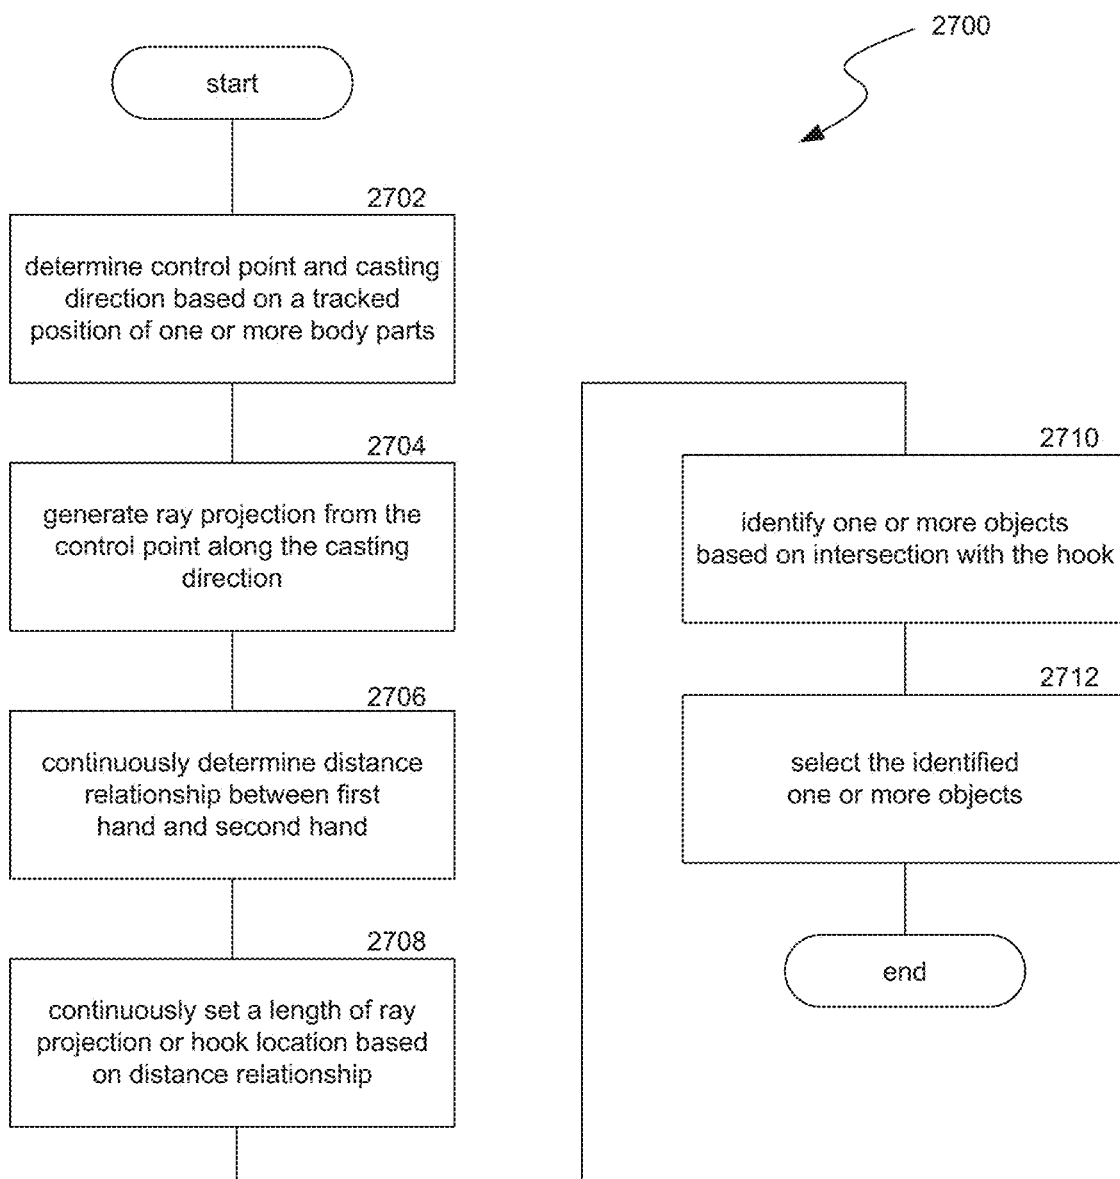 2700
start
2702
determine control point and casting
direction based on a tracked
position of one or more body parts
2704
generate ray projection from the
control point along the casting
direction
2706
continuously determine distance
relationship between first
hand and second hand
2708
continuously set a length of ray
projection or hook location based
on distance relationship
2710
identify one or more objects
based on intersection with the hook
2712
select the identified
one or more objects
end